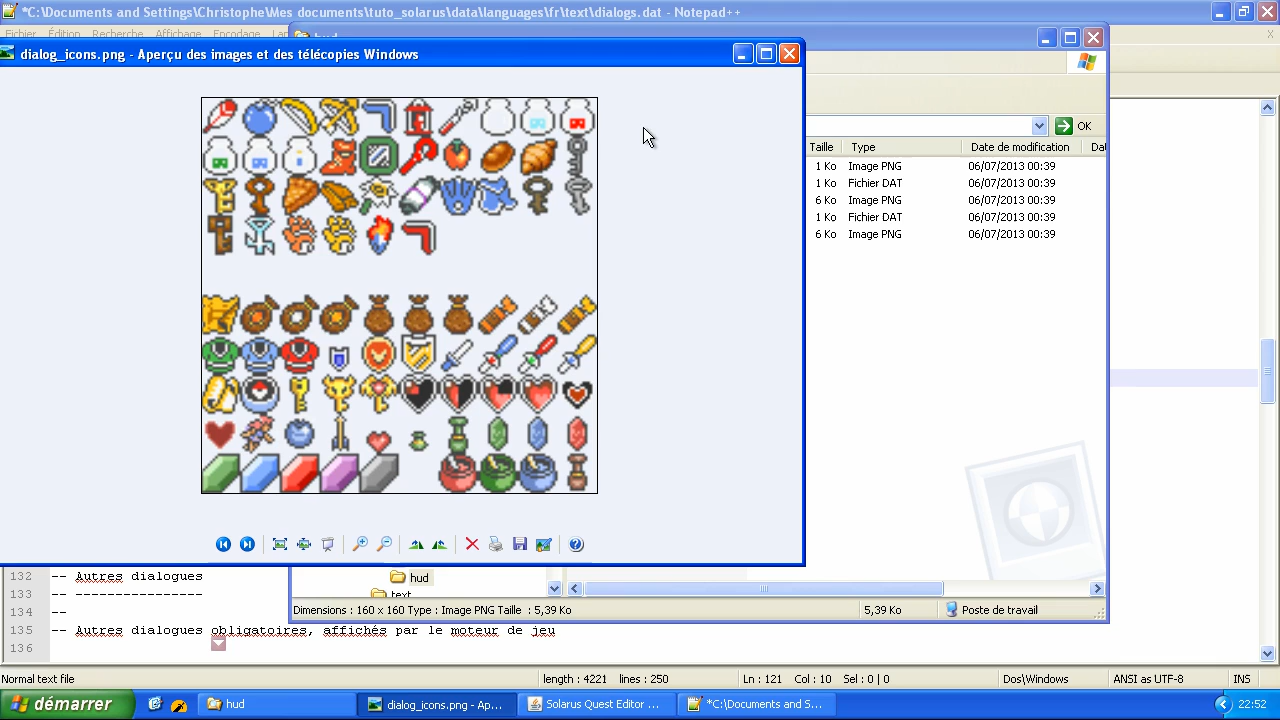 *C:\Documents and Settings\Christophe\Mes documents\tuto_solarus\data\languages\fr\text\dialogs.dat - Notepad++
Fichier Édition Recherche Affichage Encodage
hud
X
dialog_icons.png - Aperçu des images et des télécopies Windows
OK
Taille Type Date de modification
1 Ko Image PNG 06/07/2013 00:39
1 Ko Fichier DAT 06/07/2013 00:39
6 Ko Image PNG 06/07/2013 00:39
1 Ko Fichier DAT 06/07/2013 00:39
6 Ko Image PNG 06/07/2013 00:39
hud
text
Dimensions : 160 x 160 Type : Image PNG Taille : 5,39 Ko 5,39 Ko Poste de travail
132 -- Autres dialogues
133 -- ----------------
134 --
135 -- Autres dialogues obligatoires, affichés par le moteur de jeu
136
Normal text file length : 4221 lines : 250 Ln : 121 Col : 10 Sel : 0 | 0 Dos\Windows ANSI as UTF-8 INS
démarrer hud dialog_icons.png - Ap... Solarus Quest Editor ... *C:\Documents and S... 22:52